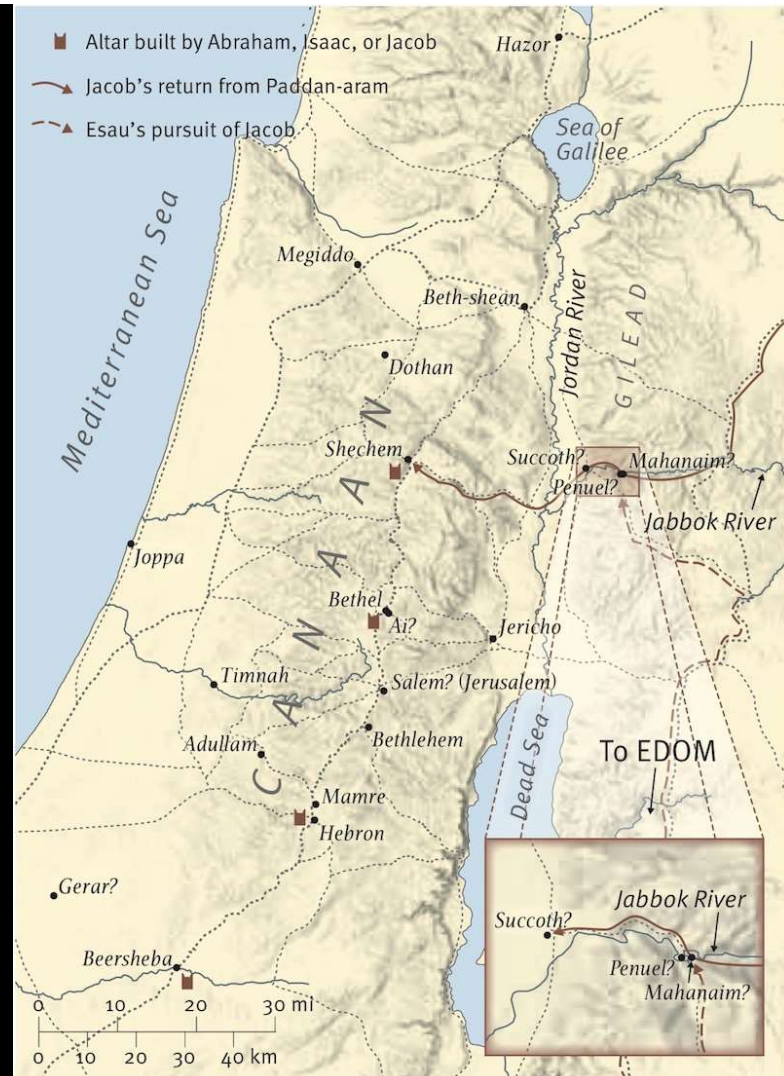 Altar built by Abraham, Isaac, or Jacob
Jacob's return from Paddan-aram
Esau's pursuit of Jacob
Hazor
Sea of
Galilee
Mediterranean Sea
Megiddo
Beth-shean
Jordan River
GILEAD
Dothan
CANAAN
Shechem
Succoth?
Mahanaim?
Penuel?
Jabbok River
Joppa
Bethel
Ai?
Jericho
Timnah
Salem? (Jerusalem)
Adullam
Bethlehem
Dead Sea
To EDOM
Mamre
Hebron
Gerar?
Beersheba
Succoth?
Jabbok River
Penuel?
Mahanaim?
0 10 20 30 mi
0 10 20 30 40 km